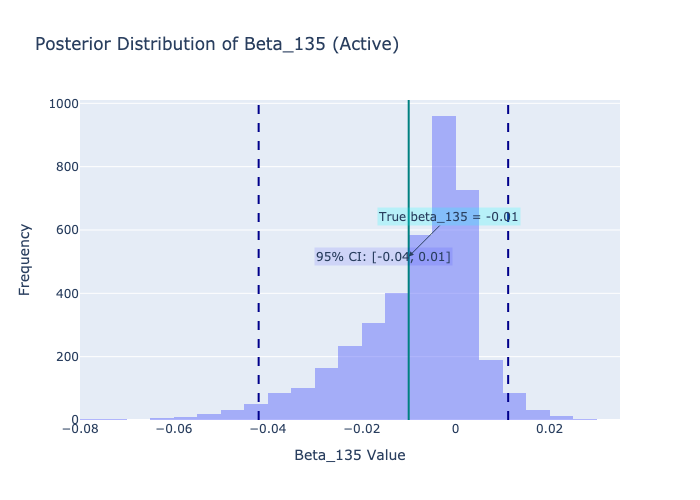 Posterior Distribution of Beta_135 (Active)
1000
800
600
400
200
0
Frequency
True beta_135 = -0.01
95% CI: [-0.04, 0.01]
−0.08
−0.06
−0.04
−0.02
0
0.02
Beta_135 Value